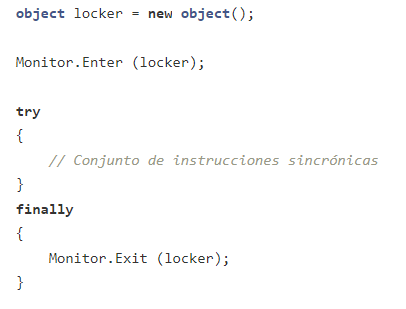 object locker = new object();
Monitor.Enter (locker);
try
{
// Conjunto de instrucciones sincrónicas
}
finally
{
Monitor.Exit (locker);
}